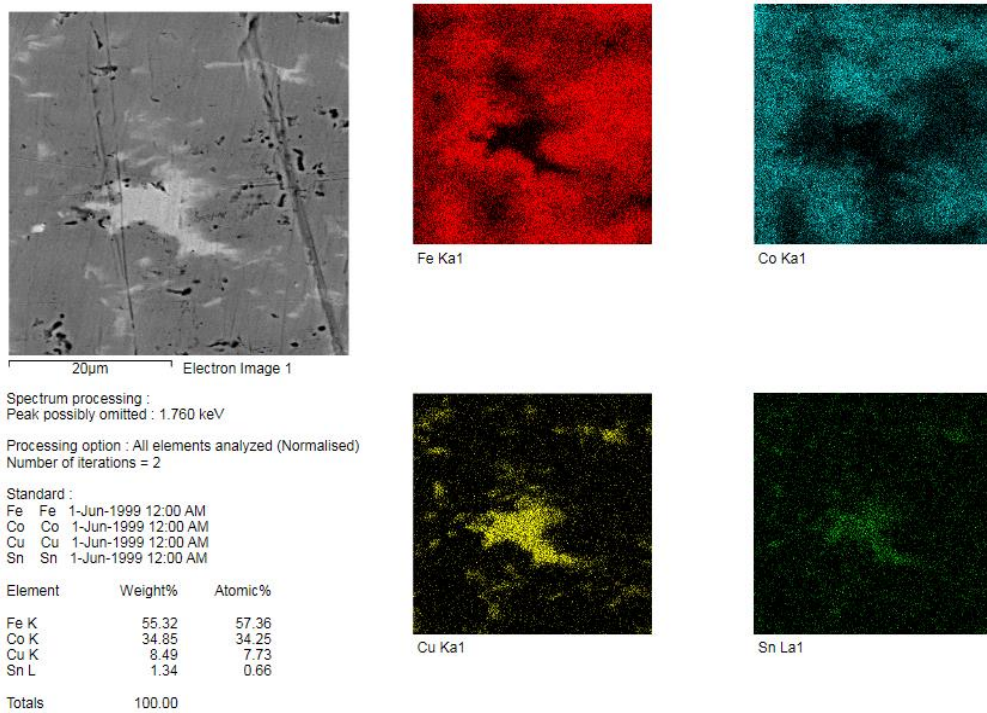 Fe Ka1
Co Ka1
20µm
Electron Image 1
Spectrum processing :
Peak possibly omitted : 1.760 keV
Processing option : All elements analyzed (Normalised)
Number of iterations = 2
Standard :
Fe Fe 1-Jun-1999 12:00 AM
Co Co 1-Jun-1999 12:00 AM
Cu Cu 1-Jun-1999 12:00 AM
Sn Sn 1-Jun-1999 12:00 AM
Element Weight% Atomic%
Fe K 55.32 57.36
Co K 34.85 34.25
Cu K 8.49 7.73
Sn L 1.34 0.66
Totals 100.00
Cu Ka1
Sn La1